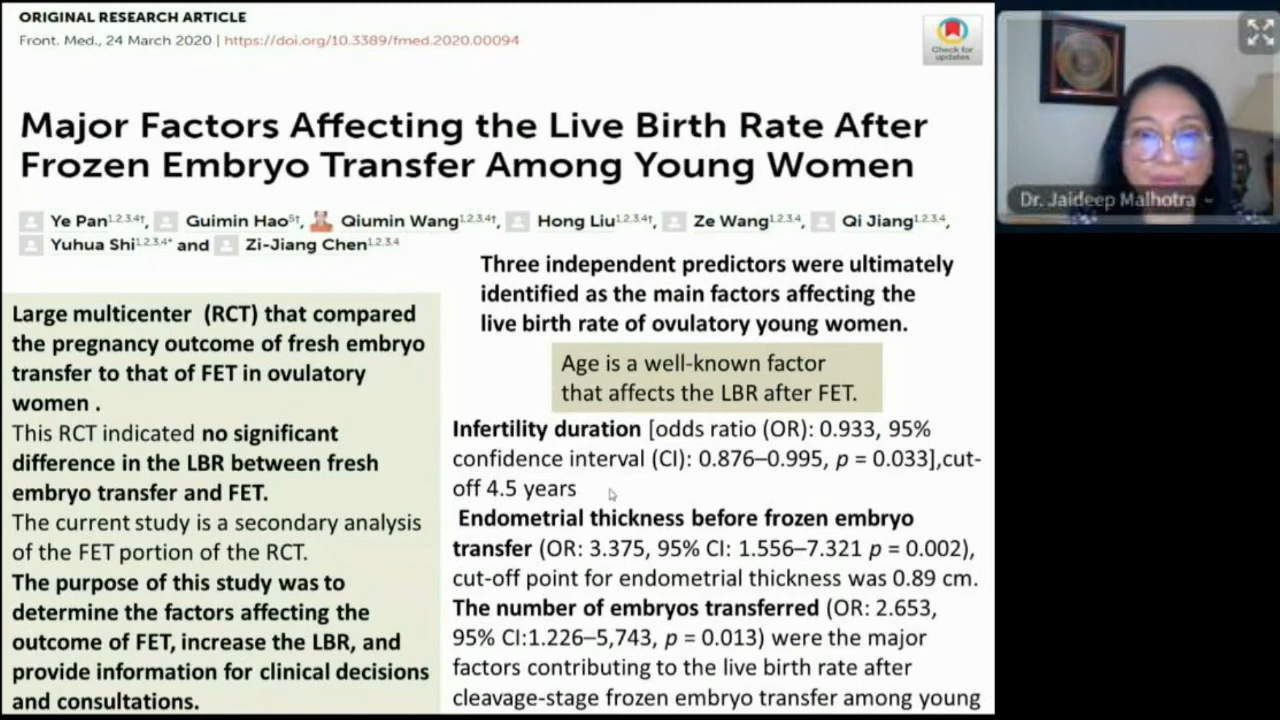 ORIGINAL RESEARCH ARTICLE
Front. Med., 24 March 2020 | https://doi.org/10.3389/fmed.2020.00094
Check for
updates
Major Factors Affecting the Live Birth Rate After
Frozen Embryo Transfer Among Young Women
Ye Pan1,2,3,4†, Guimin Hao5†, Qiumin Wang1,2,3,4†, Hong Liu1,2,3,4†, Ze Wang1,2,3,4, Qi Jiang1,2,3,4,
Yuhua Shi1,2,3,4* and Zi-Jiang Chen1,2,3,4
Large multicenter (RCT) that compared
the pregnancy outcome of fresh embryo
transfer to that of FET in ovulatory
women .
This RCT indicated no significant
difference in the LBR between fresh
embryo transfer and FET.
The current study is a secondary analysis
of the FET portion of the RCT.
The purpose of this study was to
determine the factors affecting the
outcome of FET, increase the LBR, and
provide information for clinical decisions
and consultations.
Three independent predictors were ultimately
identified as the main factors affecting the
live birth rate of ovulatory young women.
Age is a well-known factor
that affects the LBR after FET.
Infertility duration [odds ratio (OR): 0.933, 95%
confidence interval (CI): 0.876–0.995, p = 0.033],cut-
off 4.5 years
Endometrial thickness before frozen embryo
transfer (OR: 3.375, 95% CI: 1.556–7.321 p = 0.002),
cut-off point for endometrial thickness was 0.89 cm.
The number of embryos transferred (OR: 2.653,
95% CI:1.226–5,743, p = 0.013) were the major
factors contributing to the live birth rate after
cleavage-stage frozen embryo transfer among young
Dr. Jaideep Malhotra